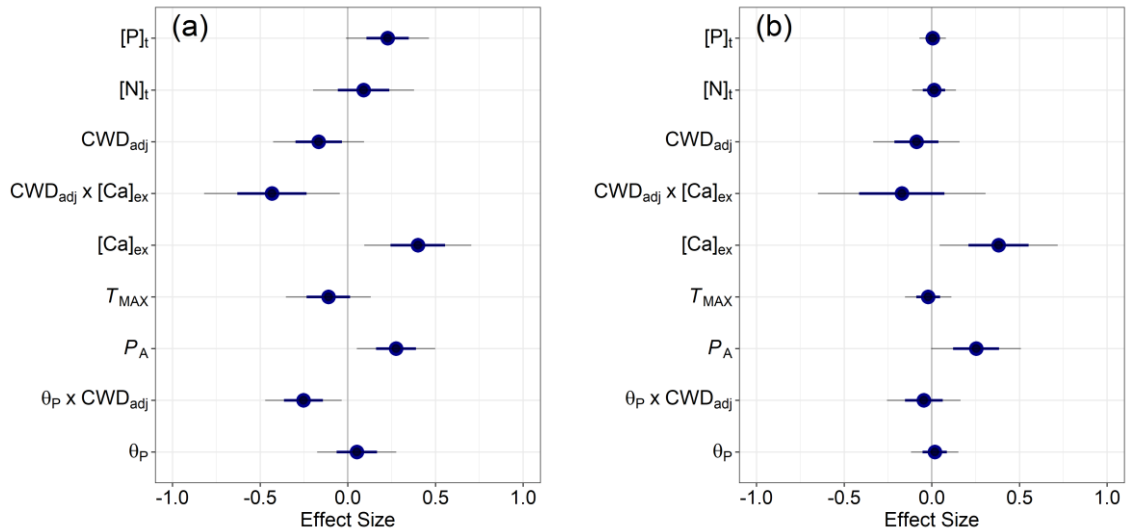 (a)
[P]t
[N]t
CWDadj
CWDadj x [Ca]ex
[Ca]ex
TMAX
PA
θP x CWDadj
θP
-1.0 -0.5 0.0 0.5 1.0
Effect Size
(b)
[P]t
[N]t
CWDadj
CWDadj x [Ca]ex
[Ca]ex
TMAX
PA
θP x CWDadj
θP
-1.0 -0.5 0.0 0.5 1.0
Effect Size